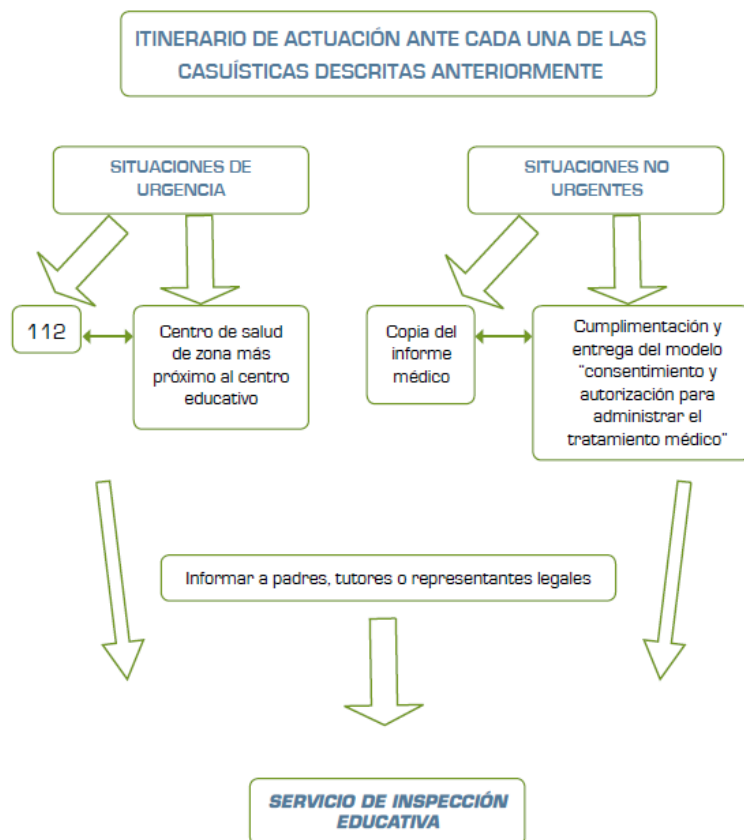 ITINERARIO DE ACTUACIÓN ANTE CADA UNA DE LAS
CASUÍSTICAS DESCRITAS ANTERIORMENTE
SITUACIONES DE
URGENCIA
SITUACIONES NO
URGENTES
112
Centro de salud
de zona más
próximo al centro
educativo
Copia del
informe
médico
Cumplimentación y
entrega del modelo
“consentimiento y
autorización para
administrar el
tratamiento médico”
Informar a padres, tutores o representantes legales
SERVICIO DE INSPECCIÓN
EDUCATIVA